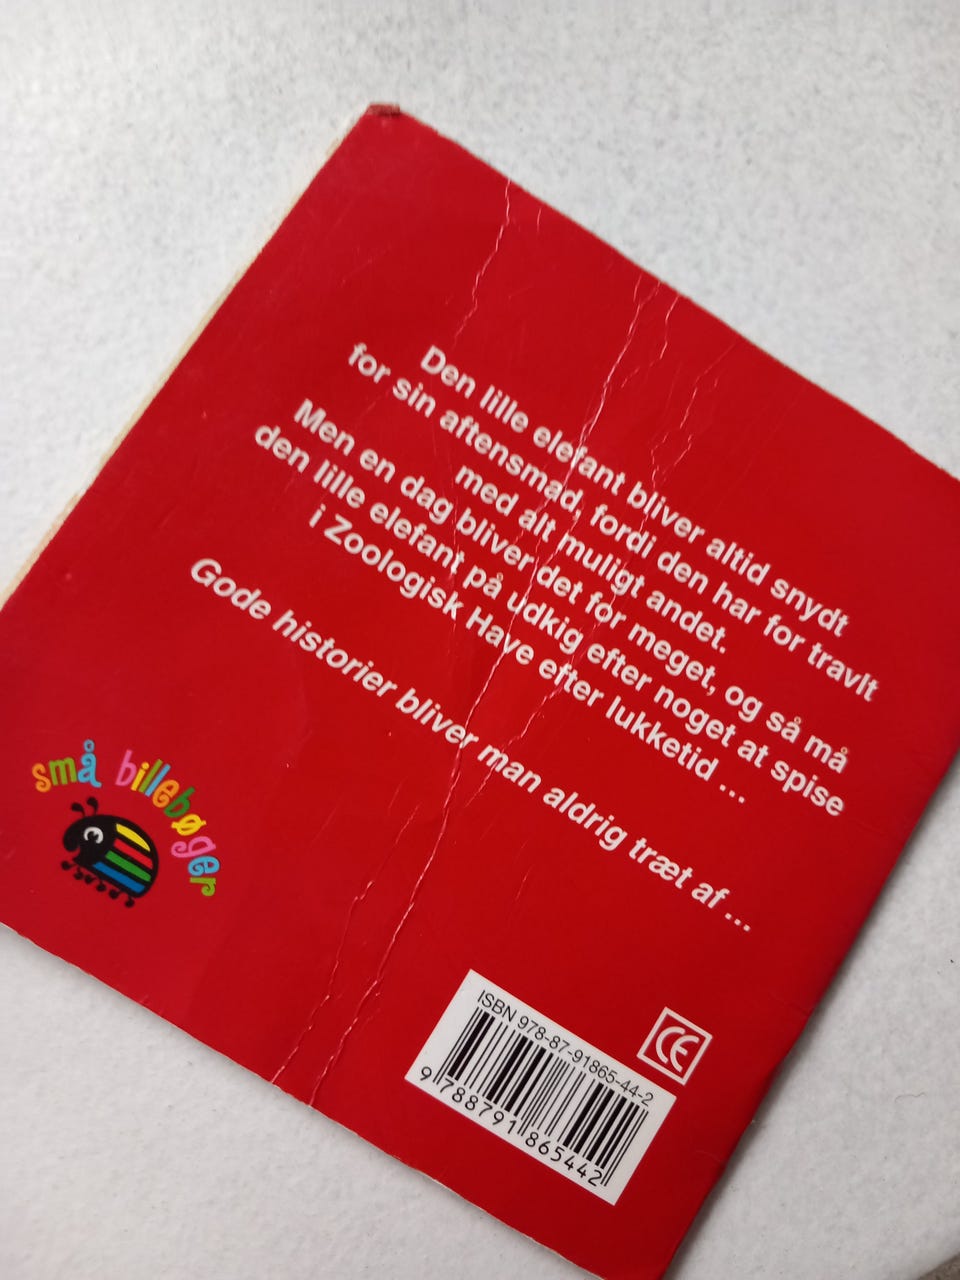 Den lille elefant bliver altid snydt
for sin aftensmad, fordi den har for travlt
med alt muligt andet.
Men en dag bliver det for meget, og så må
den lille elefant på udkig efter noget at spise
i Zoologisk Have efter lukketid ...
Gode historier bliver man aldrig træt af ...
små billebøger
ISBN 978-87-91865-44-2
9 788791 865442
CE